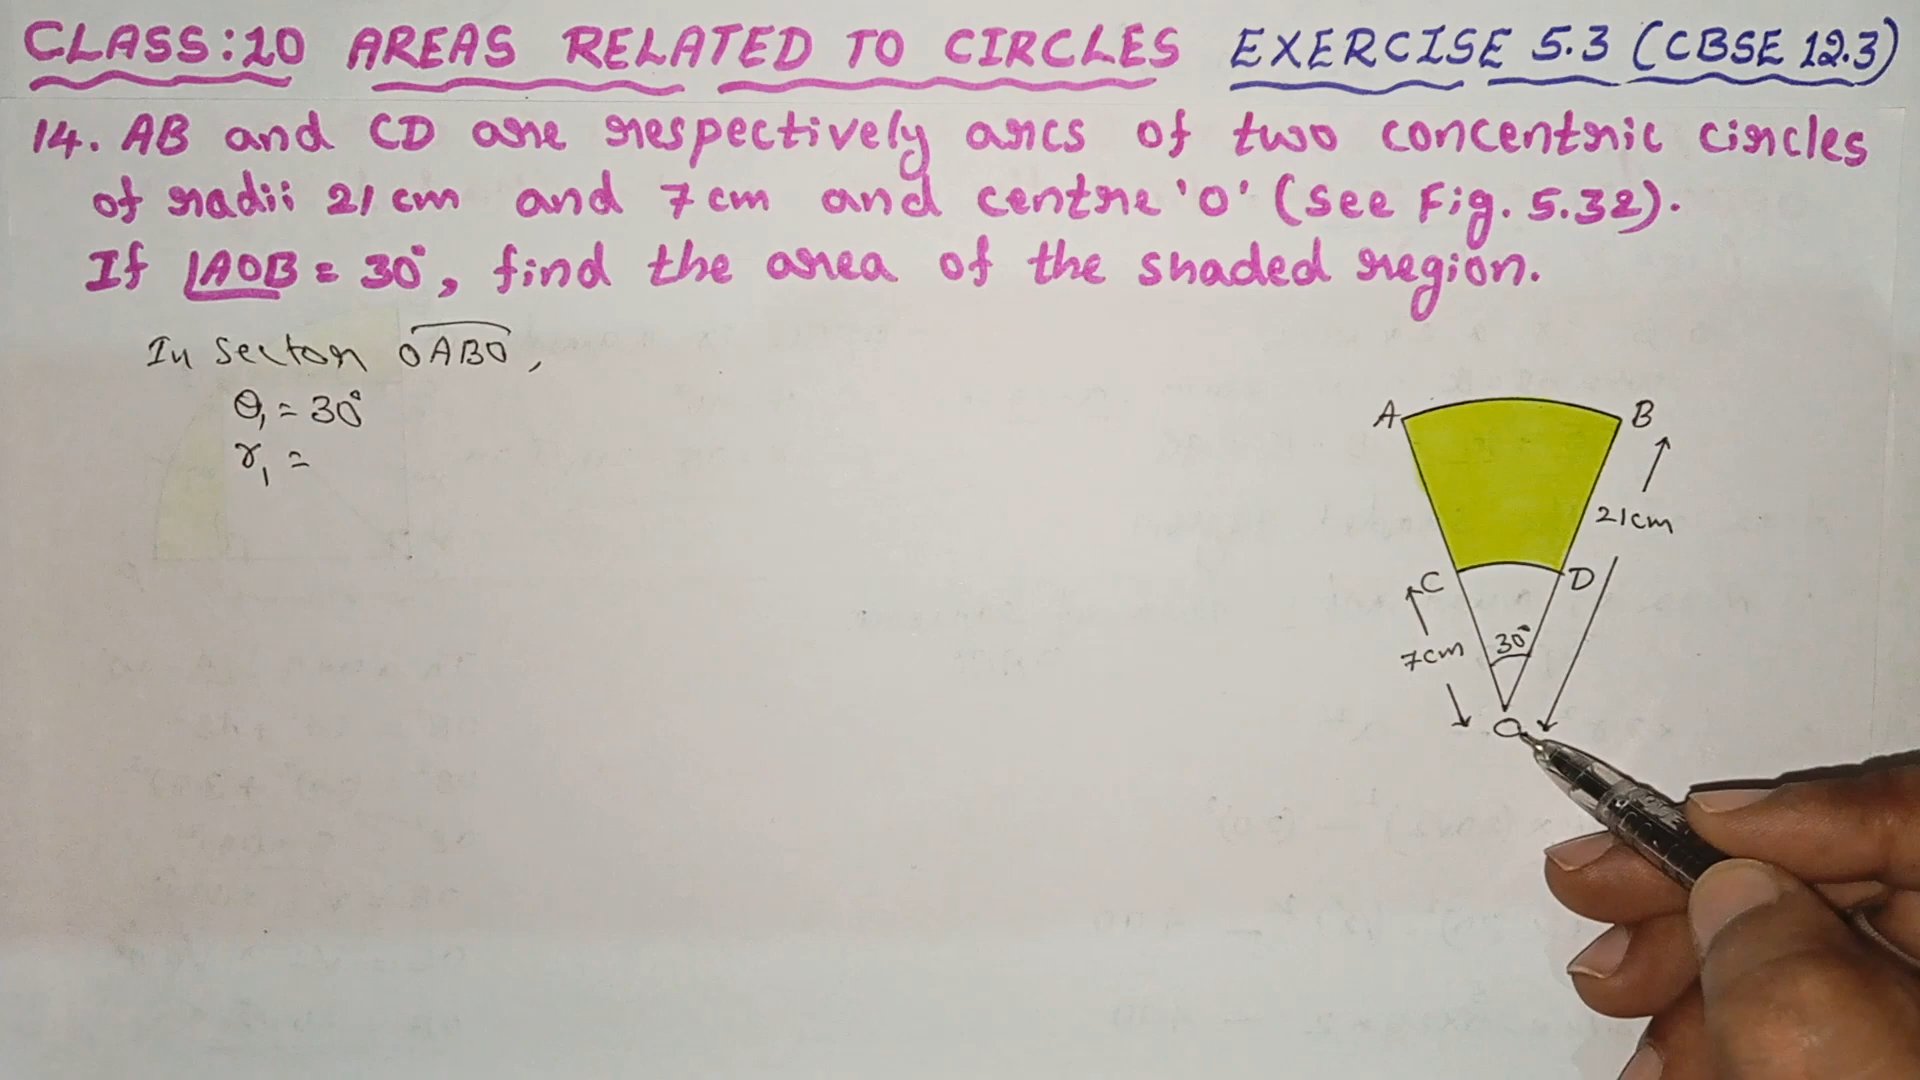 CLASS:10 AREAS RELATED TO CIRCLES EXERCISE 5.3 (CBSE 12.3)
14. AB and CD are respectively arcs of two concentric circles
of radii 21 cm and 7 cm and centre 'O' (See Fig. 5.32).
If ∠AOB = 30°, find the area of the shaded region.
In Sector OABO,
θ₁ = 30°
r₁ =
A
B
21cm
C
D
7cm
30°
O